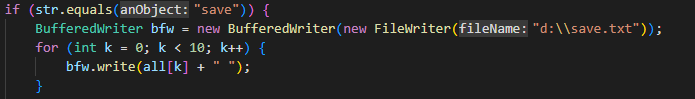 if (str.equals(anObject: "save")) {
BufferedWriter bfw = new BufferedWriter(new FileWriter(fileName: "d:\\save.txt"));
for (int k = 0; k < 10; k++) {
bfw.write(all[k] + " ");
}